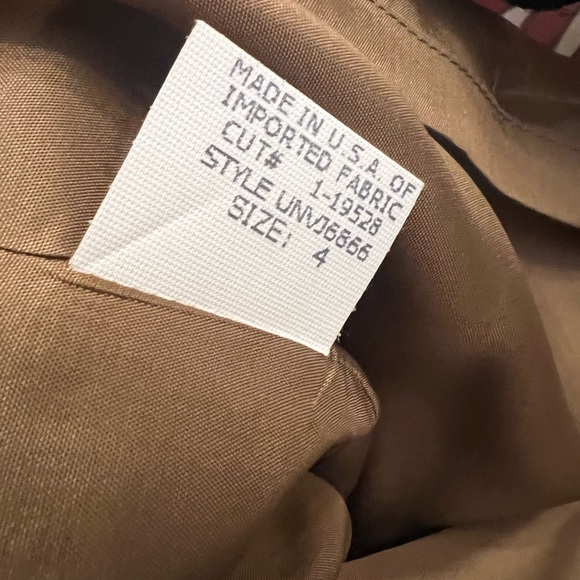 MADE IN U.S.A. OF
IMPORTED FABRIC
CUT# 1-19528
STYLE UNVJ6866
SIZE: 4